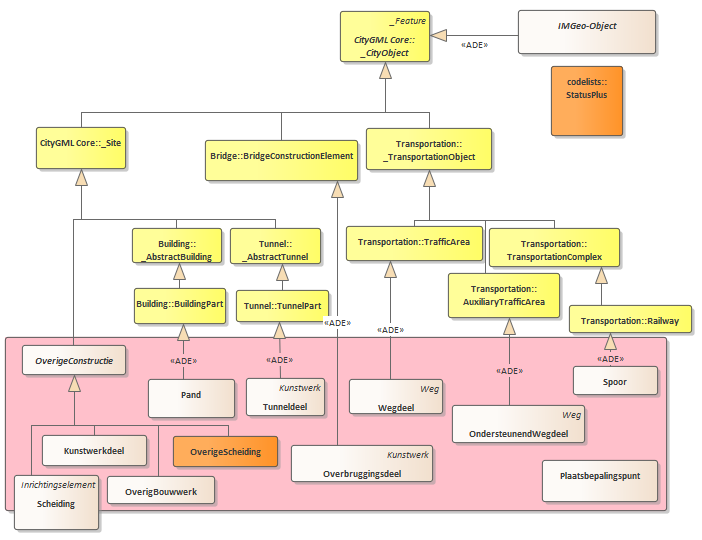 _Feature
CityGML Core::
_CityObject
IMGeo-Object
«ADE»
codelists::
StatusPlus
CityGML Core::_Site
Bridge::BridgeConstructionElement
Transportation::
_TransportationObject
Building::
_AbstractBuilding
Tunnel::
_AbstractTunnel
Transportation::TrafficArea
Transportation::
TransportationComplex
Building::BuildingPart
Tunnel::TunnelPart
Transportation::
AuxiliaryTrafficArea
Transportation::Railway
«ADE»
«ADE»
OverigeConstructie
«ADE»
«ADE»
«ADE»
«ADE»
Pand
Kunstwerk
Tunneldeel
Weg
Wegdeel
Spoor
Weg
OndersteunendWegdeel
Kunstwerkdeel
OverigeScheiding
Kunstwerk
Overbruggingsdeel
Plaatsbepalingspunt
Inrichtingselement
Scheiding
OverigBouwwerk